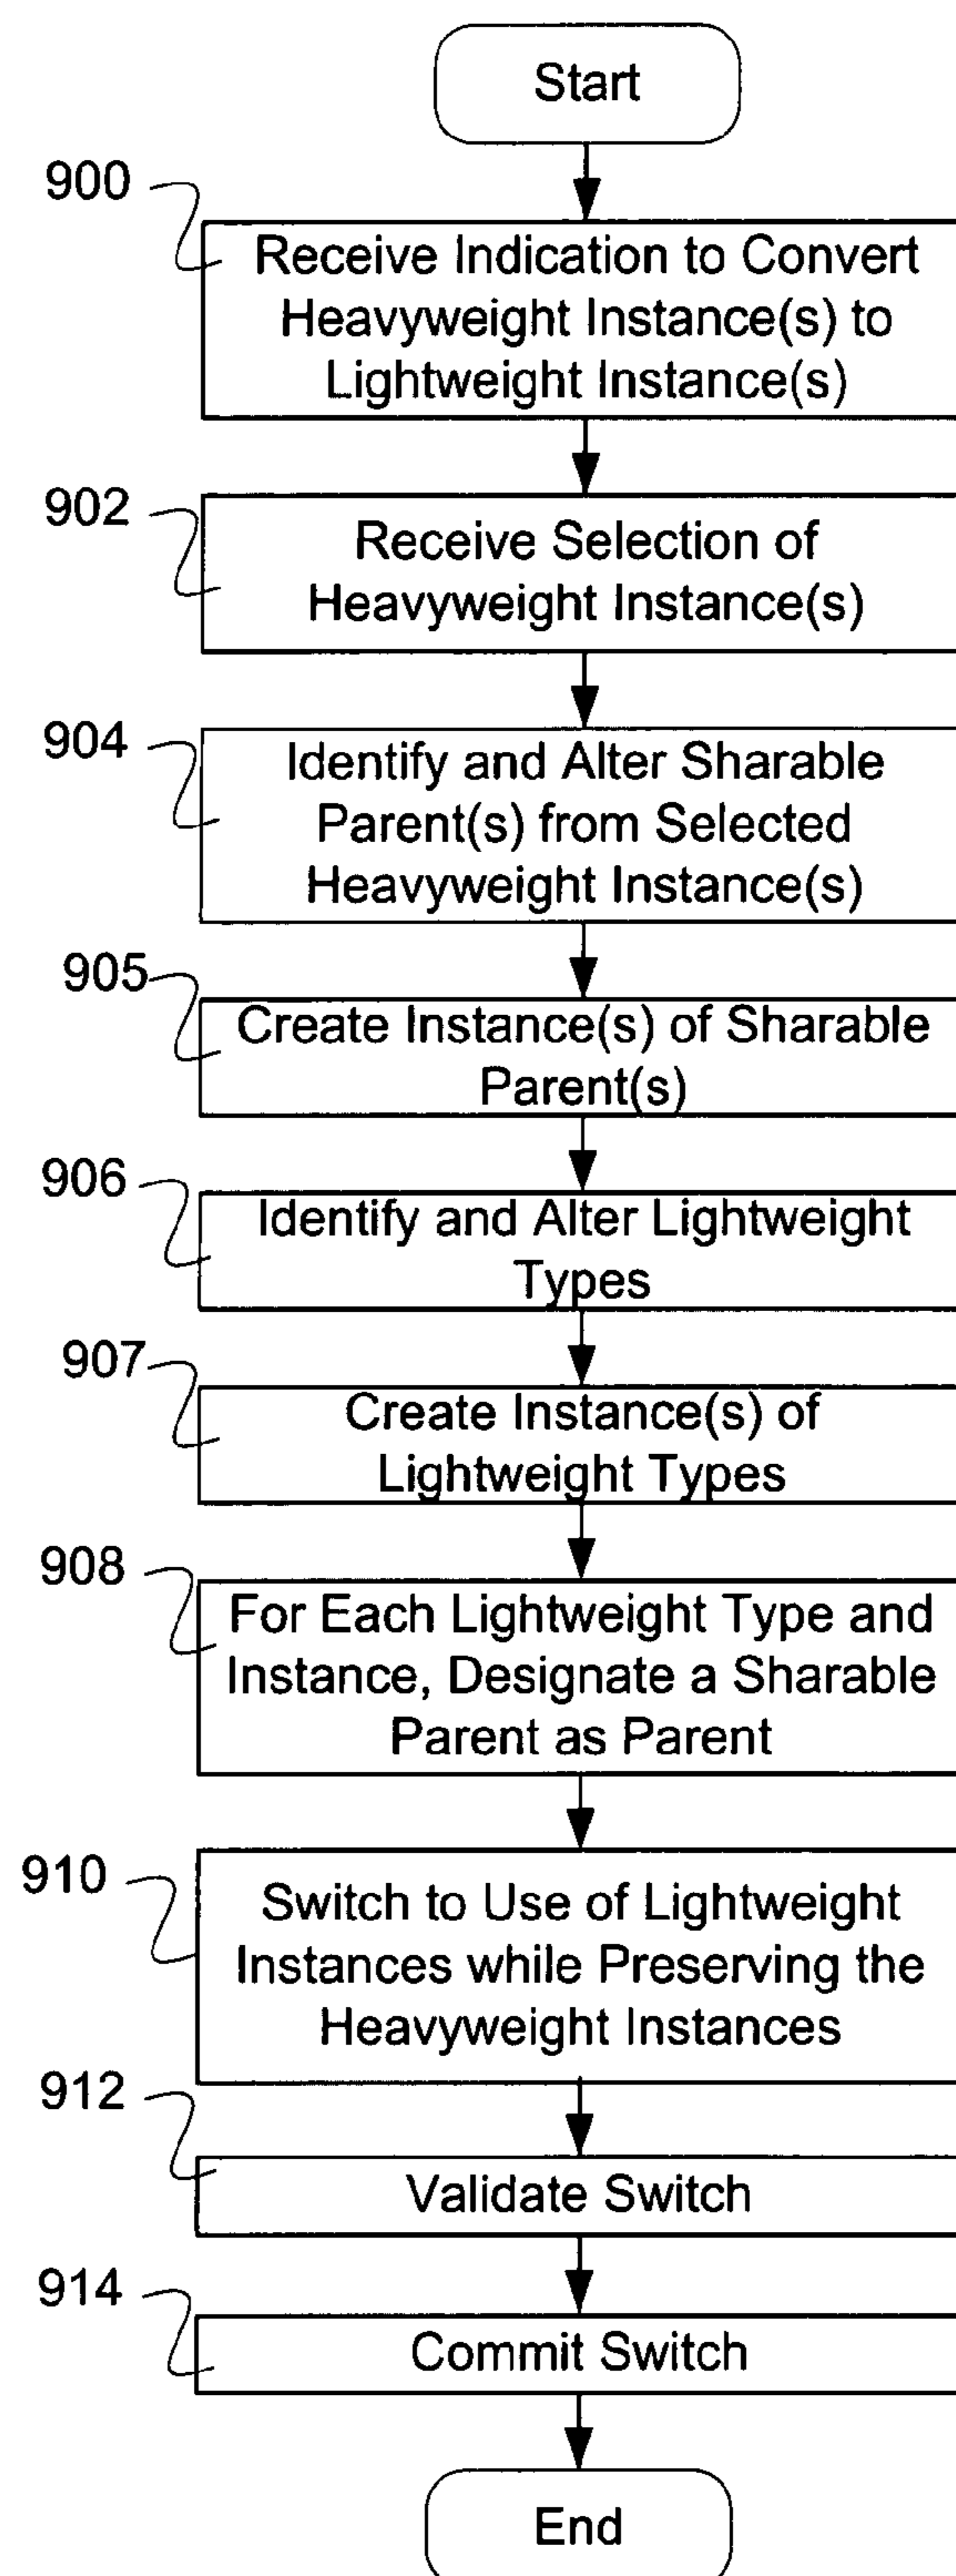 Start
900
Receive Indication to Convert
Heavyweight Instance(s) to
Lightweight Instance(s)
902
Receive Selection of
Heavyweight Instance(s)
904
Identify and Alter Sharable
Parent(s) from Selected
Heavyweight Instance(s)
905
Create Instance(s) of Sharable
Parent(s)
906
Identify and Alter Lightweight
Types
907
Create Instance(s) of
Lightweight Types
908
For Each Lightweight Type and
Instance, Designate a Sharable
Parent as Parent
910
Switch to Use of Lightweight
Instances while Preserving the
Heavyweight Instances
912
Validate Switch
914
Commit Switch
End